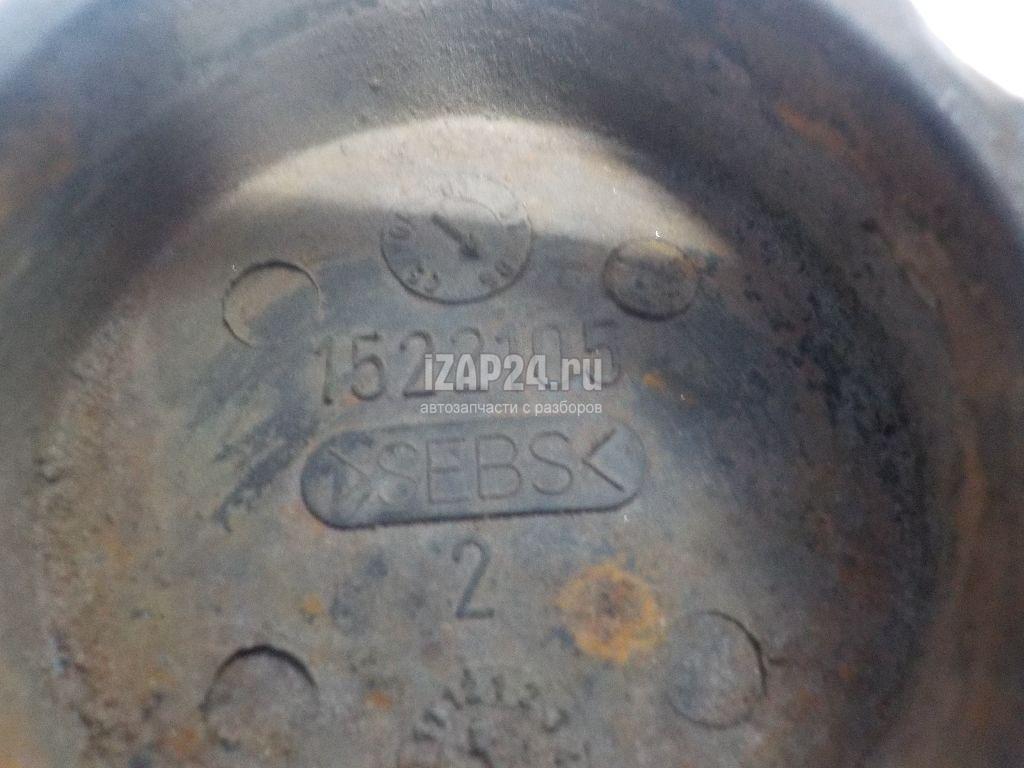 1522105
iZAP24.ru
автозапчасти с разборов
>SEBS<
2